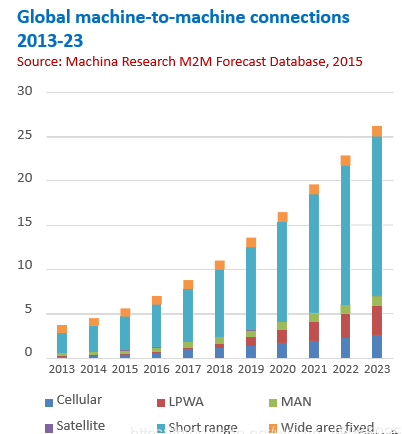 Global machine-to-machine connections
2013-23
Source: Machina Research M2M Forecast Database, 2015
30
25
20
15
10
5
0
2013 2014 2015 2016 2017 2018 2019 2020 2021 2022 2023
Cellular LPWA MAN
Satellite Short range Wide area fixed